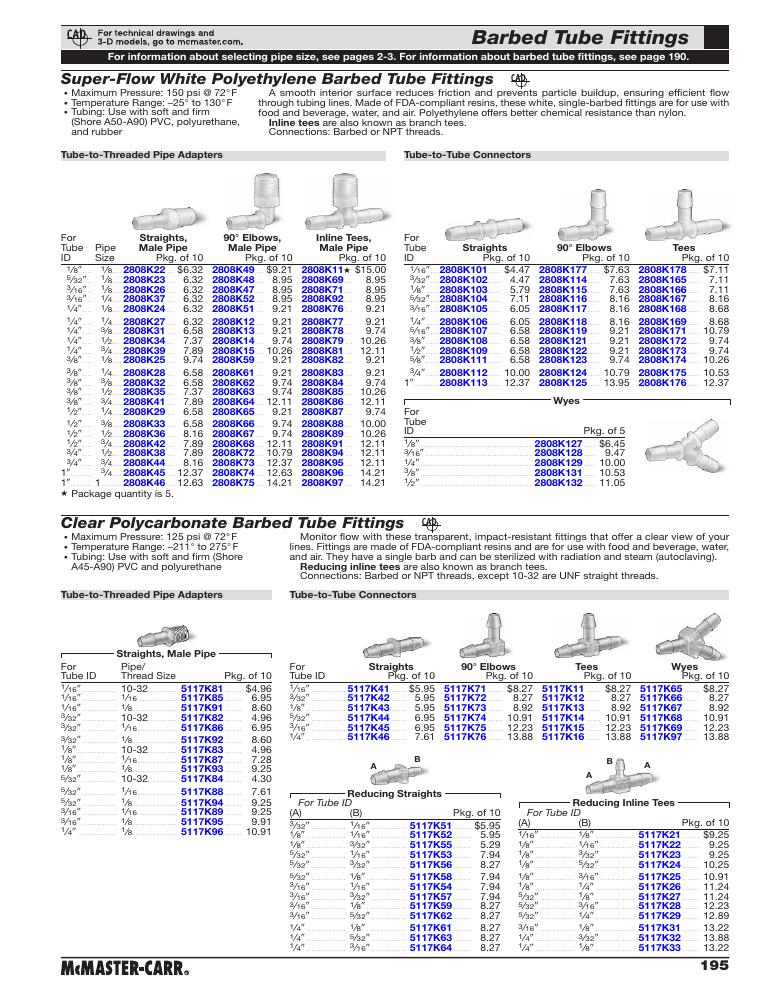 CAD
For technical drawings and
3-D models, go to mcmaster.com.
Barbed Tube Fittings
For information about selecting pipe size, see pages 2-3. For information about barbed tube fittings, see page 190.
Super-Flow White Polyethylene Barbed Tube Fittings CAD
• Maximum Pressure: 150 psi @ 72°F
• Temperature Range: –25° to 130°F
• Tubing: Use with soft and firm
(Shore A50-A90) PVC, polyurethane,
and rubber
A smooth interior surface reduces friction and prevents particle buildup, ensuring efficient flow
through tubing lines. Made of FDA-compliant resins, these white, single-barbed fittings are for use with
food and beverage, water, and air. Polyethylene offers better chemical resistance than nylon.
Inline tees are also known as branch tees.
Connections: Barbed or NPT threads.
Tube-to-Threaded Pipe Adapters
For Tube ID Pipe Size Straights, Male Pipe Pkg. of 10 90° Elbows, Male Pipe Pkg. of 10 Inline Tees, Male Pipe Pkg. of 10
1/8" 1/8 2808K22 $6.32 2808K49 $9.21 2808K11★ $15.00
5/32" 1/8 2808K23 6.32 2808K48 8.95 2808K69 8.95
3/16" 1/8 2808K26 6.32 2808K47 8.95 2808K71 8.95
3/16" 1/4 2808K37 6.32 2808K52 8.95 2808K92 8.95
1/4" 1/8 2808K24 6.32 2808K51 9.21 2808K76 9.21
1/4" 1/4 2808K27 6.32 2808K12 9.21 2808K77 9.21
1/4" 3/8 2808K31 6.58 2808K13 9.21 2808K78 9.74
1/4" 1/2 2808K34 7.37 2808K14 9.74 2808K79 10.26
1/4" 3/4 2808K39 7.89 2808K15 10.26 2808K81 12.11
3/8" 1/8 2808K25 9.74 2808K59 9.21 2808K82 9.21
3/8" 1/4 2808K28 6.58 2808K61 9.21 2808K83 9.21
3/8" 3/8 2808K32 6.58 2808K62 9.74 2808K84 9.74
3/8" 1/2 2808K35 7.37 2808K63 9.74 2808K85 10.26
3/8" 3/4 2808K41 7.89 2808K64 12.11 2808K86 12.11
1/2" 1/4 2808K29 6.58 2808K65 9.21 2808K87 9.74
1/2" 3/8 2808K33 6.58 2808K66 9.74 2808K88 10.00
1/2" 1/2 2808K36 8.16 2808K67 9.74 2808K89 10.26
1/2" 3/4 2808K42 7.89 2808K68 12.11 2808K91 12.11
3/4" 1/2 2808K38 7.89 2808K72 10.79 2808K94 12.11
3/4" 3/4 2808K44 8.16 2808K73 12.37 2808K95 12.11
1" 3/4 2808K45 12.37 2808K74 12.63 2808K96 14.21
1" 1 2808K46 12.63 2808K75 14.21 2808K97 14.21
★ Package quantity is 5.
Tube-to-Tube Connectors
For Tube ID Straights Pkg. of 10 90° Elbows Pkg. of 10 Tees Pkg. of 10
1/16" 2808K101 $4.47 2808K177 $7.63 2808K178 $7.11
3/32" 2808K102 4.47 2808K114 7.63 2808K165 7.11
1/8" 2808K103 5.79 2808K115 7.63 2808K166 7.11
5/32" 2808K104 7.11 2808K116 8.16 2808K167 8.16
3/16" 2808K105 6.05 2808K117 8.16 2808K168 8.68
1/4" 2808K106 6.05 2808K118 8.16 2808K169 8.68
5/16" 2808K107 6.58 2808K119 9.21 2808K171 10.79
3/8" 2808K108 6.58 2808K121 9.21 2808K172 9.74
1/2" 2808K109 6.58 2808K122 9.21 2808K173 9.74
5/8" 2808K111 6.58 2808K123 9.74 2808K174 10.26
3/4" 2808K112 10.00 2808K124 10.79 2808K175 10.53
1" 2808K113 12.37 2808K125 13.95 2808K176 12.37
Wyes
For Tube ID Pkg. of 5
1/8" 2808K127 $6.45
3/16" 2808K128 9.47
1/4" 2808K129 10.00
3/8" 2808K131 10.53
1/2" 2808K132 11.05
Clear Polycarbonate Barbed Tube Fittings CAD
• Maximum Pressure: 125 psi @ 72°F
• Temperature Range: –211° to 275°F
• Tubing: Use with soft and firm (Shore
A45-A90) PVC and polyurethane
Monitor flow with these transparent, impact-resistant fittings that offer a clear view of your
lines. Fittings are made of FDA-compliant resins and are for use with food and beverage, water,
and air. They have a single barb and can be sterilized with radiation and steam (autoclaving).
Reducing inline tees are also known as branch tees.
Connections: Barbed or NPT threads, except 10-32 are UNF straight threads.
Tube-to-Threaded Pipe Adapters
Straights, Male Pipe
For Tube ID Pipe/ Thread Size Pkg. of 10
1/16" 10-32 5117K81 $4.96
1/16" 1/16 5117K85 6.95
1/16" 1/8 5117K91 8.60
3/32" 10-32 5117K82 4.96
3/32" 1/16 5117K86 6.95
3/32" 1/8 5117K92 8.60
1/8" 10-32 5117K83 4.96
1/8" 1/16 5117K87 7.28
1/8" 1/8 5117K93 9.25
5/32" 10-32 5117K84 4.30
5/32" 1/16 5117K88 7.61
5/32" 1/8 5117K94 9.25
3/16" 1/16 5117K89 9.25
3/16" 1/8 5117K95 9.91
1/4" 1/8 5117K96 10.91
Tube-to-Tube Connectors
For Tube ID Straights Pkg. of 10 90° Elbows Pkg. of 10 Tees Pkg. of 10 Wyes Pkg. of 10
1/16" 5117K41 $5.95 5117K71 $8.27 5117K11 $8.27 5117K65 $8.27
3/32" 5117K42 5.95 5117K72 8.27 5117K12 8.27 5117K66 8.27
1/8" 5117K43 5.95 5117K73 8.92 5117K13 8.92 5117K67 8.92
5/32" 5117K44 6.95 5117K74 10.91 5117K14 10.91 5117K68 10.91
3/16" 5117K45 6.95 5117K75 12.23 5117K15 12.23 5117K69 12.23
1/4" 5117K46 7.61 5117K76 13.88 5117K16 13.88 5117K97 13.88
A B
Reducing Straights
For Tube ID
(A) (B) Pkg. of 10
3/32" 1/16" 5117K51 $5.95
1/8" 1/16" 5117K52 5.95
1/8" 3/32" 5117K55 5.29
5/32" 1/16" 5117K53 7.94
5/32" 3/32" 5117K56 8.27
5/32" 1/8" 5117K58 7.94
3/16" 1/16" 5117K54 7.94
3/16" 3/32" 5117K57 7.94
3/16" 1/8" 5117K59 8.27
3/16" 5/32" 5117K62 8.27
1/4" 1/8" 5117K61 8.27
1/4" 5/32" 5117K63 8.27
1/4" 3/16" 5117K64 8.27
A B A
Reducing Inline Tees
For Tube ID
(A) (B) Pkg. of 10
1/16" 1/8" 5117K21 $9.25
1/8" 1/16" 5117K22 9.25
1/8" 3/32" 5117K23 9.25
1/8" 5/32" 5117K24 10.25
1/8" 3/16" 5117K25 10.91
1/8" 1/4" 5117K26 11.24
5/32" 1/8" 5117K27 11.24
5/32" 3/16" 5117K28 12.23
5/32" 1/4" 5117K29 12.89
3/16" 1/8" 5117K31 13.22
1/4" 3/32" 5117K32 13.88
1/4" 1/8" 5117K33 13.22
McMASTER-CARR®
195